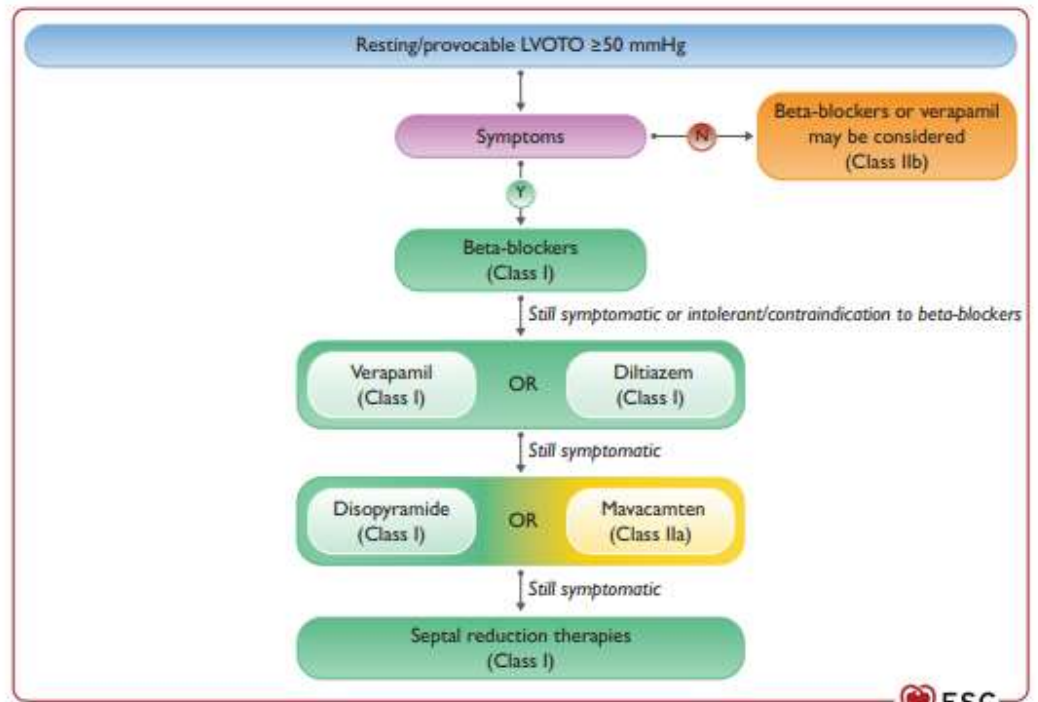 Resting/provocable LVOTO ≥50 mmHg
Symptoms
N
Beta-blockers or verapamil
may be considered
(Class IIb)
Y
Beta-blockers
(Class I)
Still symptomatic or intolerant/contraindication to beta-blockers
Verapamil
(Class I)
OR
Diltiazem
(Class I)
Still symptomatic
Disopyramide
(Class I)
OR
Mavacamten
(Class IIa)
Still symptomatic
Septal reduction therapies
(Class I)
ESC